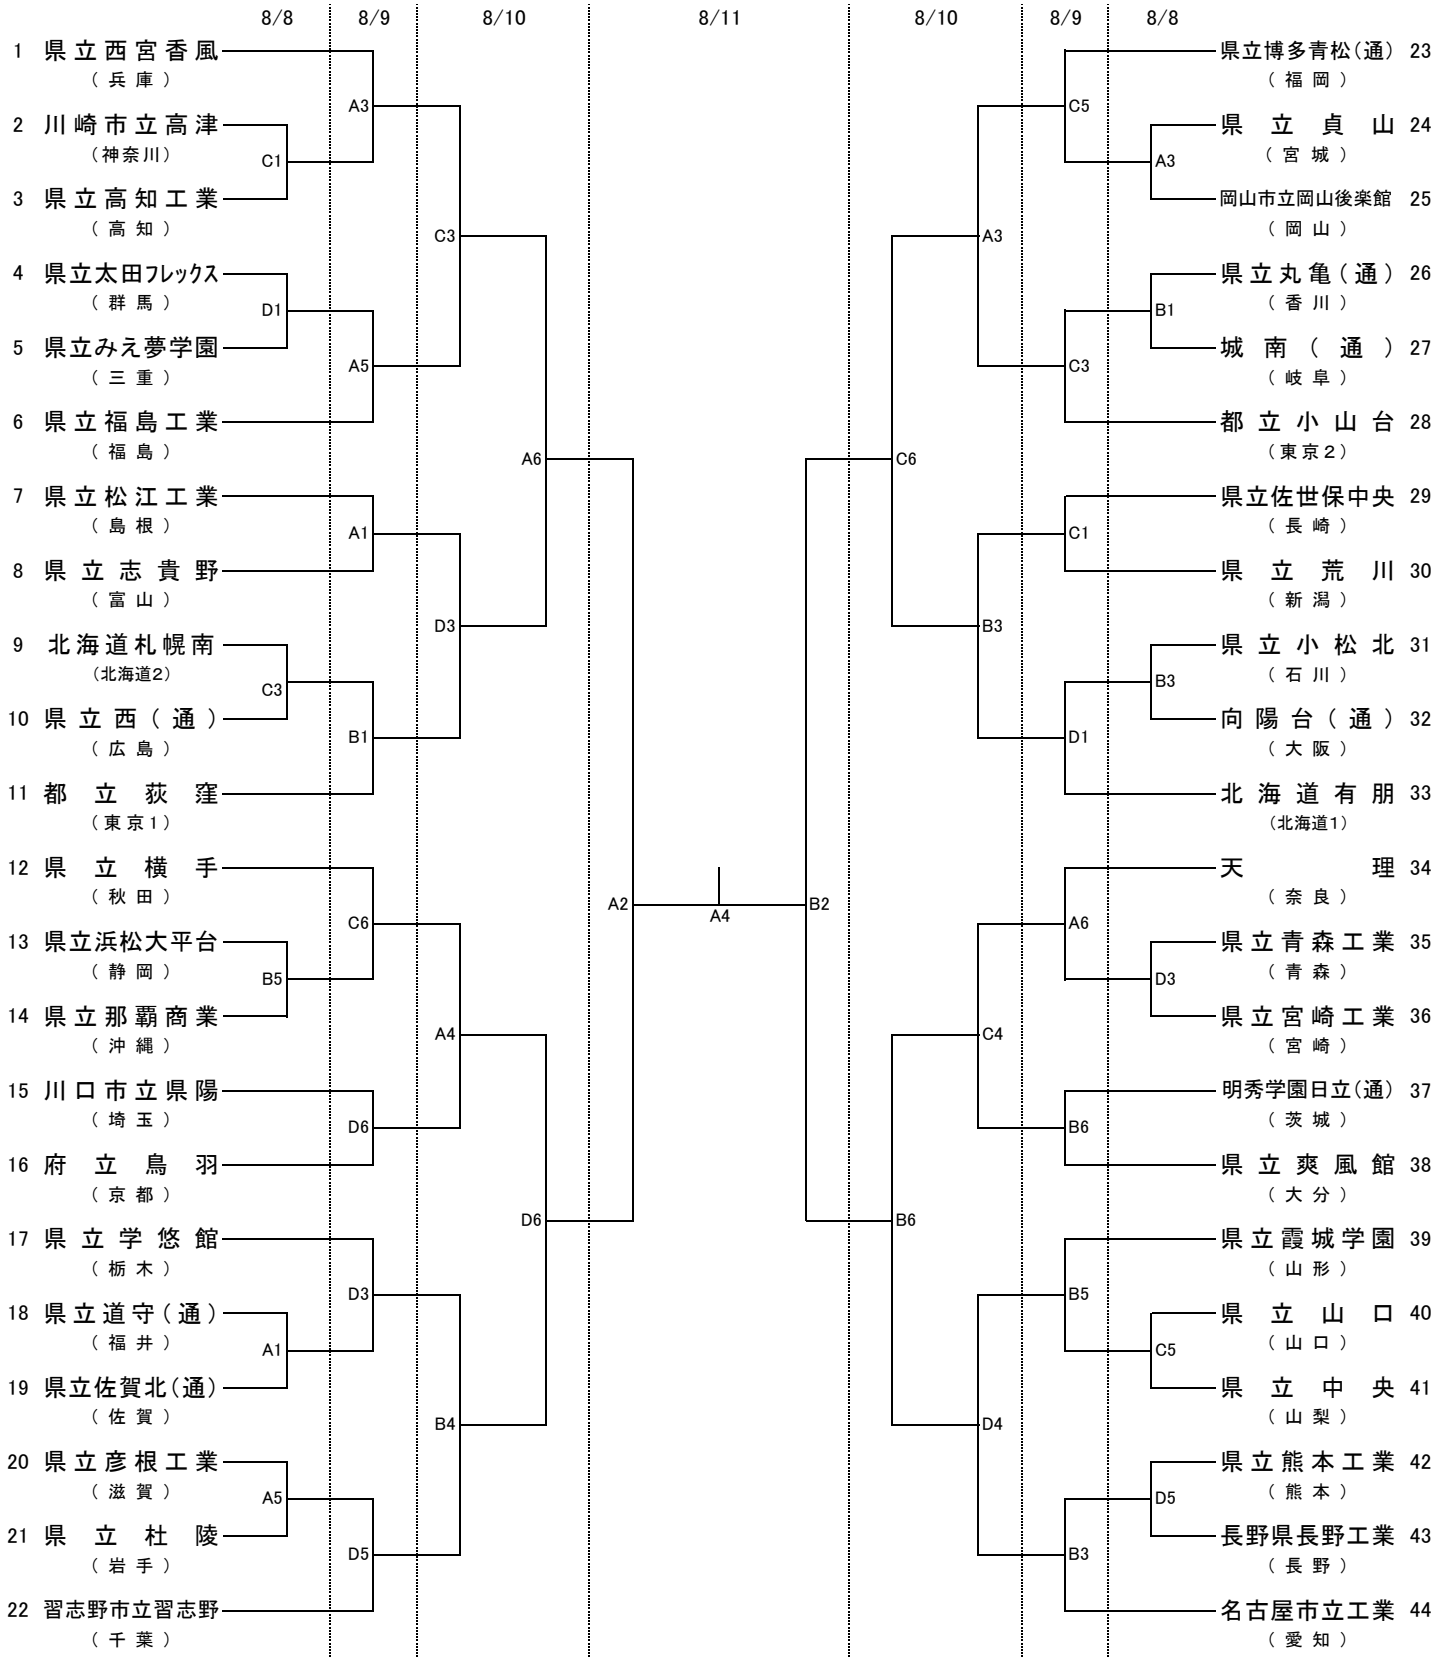 8/8 8/9 8/10 8/11 8/10 8/9 8/8
1 県立西宮香風
(兵庫)
A3
2 川崎市立高津
(神奈川)
C1
3 県立高知工業
(高知)
C3
4 県立太田フレックス
(群馬)
D1
5 県立みえ夢学園
(三重)
A5
6 県立福島工業
(福島)
A6
7 県立松江工業
(島根)
A1
8 県立志貴野
(富山)
D3
9 北海道札幌南
(北海道2)
C3
10 県立西(通)
(広島)
B1
11 都立荻窪
(東京1)
12 県立横手
(秋田)
A2
C6
13 県立浜松大平台
(静岡)
B5
14 県立那覇商業
(沖縄)
A4
15 川口市立県陽
(埼玉)
D6
16 府立鳥羽
(京都)
D6
17 県立学悠館
(栃木)
D3
18 県立道守(通)
(福井)
A1
19 県立佐賀北(通)
(佐賀)
B4
20 県立彦根工業
(滋賀)
A5
21 県立杜陵
(岩手)
D5
22 習志野市立習志野
(千葉)
A4
県立博多青松(通) 23
(福岡)
C5
県立貞山 24
(宮城)
A3
岡山市立岡山後楽館 25
(岡山)
A3
県立丸亀(通) 26
(香川)
B1
城南(通) 27
(岐阜)
C3
都立小山台 28
(東京2)
C6
県立佐世保中央 29
(長崎)
C1
県立荒川 30
(新潟)
B3
県立小松北 31
(石川)
B3
向陽台(通) 32
(大阪)
D1
北海道有朋 33
(北海道1)
天理 34
(奈良)
B2
A6
県立青森工業 35
(青森)
D3
県立宮崎工業 36
(宮崎)
C4
明秀学園日立(通) 37
(茨城)
B6
県立爽風館 38
(大分)
B6
県立霞城学園 39
(山形)
B5
県立山口 40
(山口)
C5
県立中央 41
(山梨)
D4
県立熊本工業 42
(熊本)
D5
長野県長野工業 43
(長野)
B3
名古屋市立工業 44
(愛知)